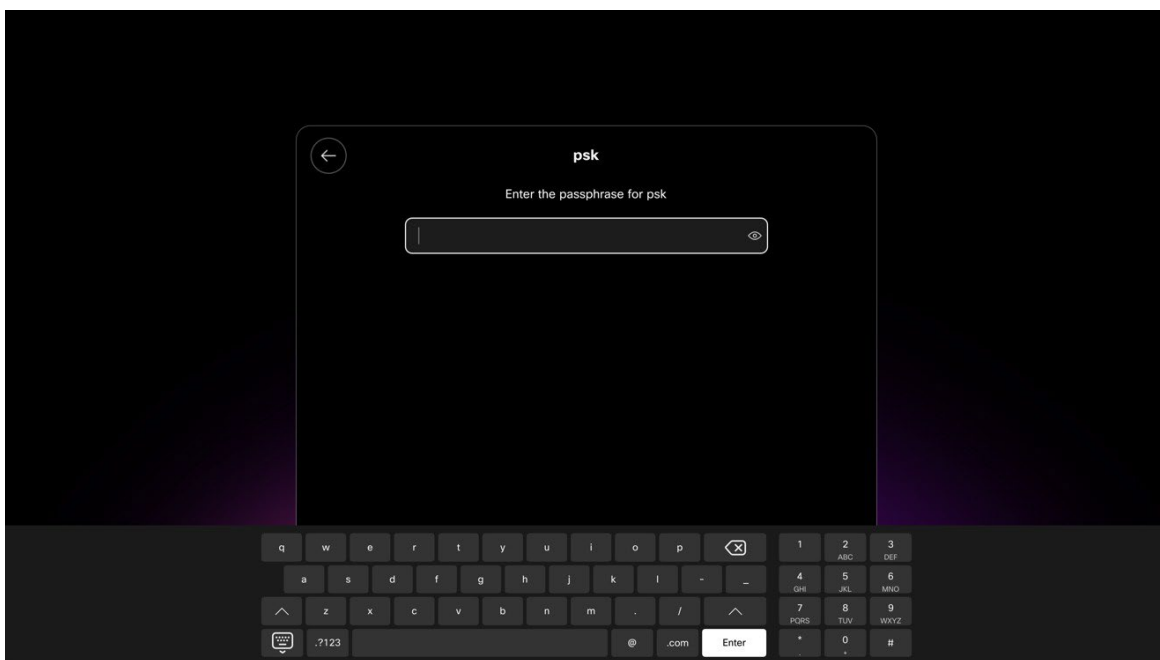 psk
Enter the passphrase for psk
q w e r t y u i o p 1 2 3
ABC DEF
a s d f g h j k l - _ 4 5 6
GHI JKL MNO
z x c v b n m . / 7 8 9
PQRS TUV WXYZ
.?123 @ .com Enter * 0 #
. +